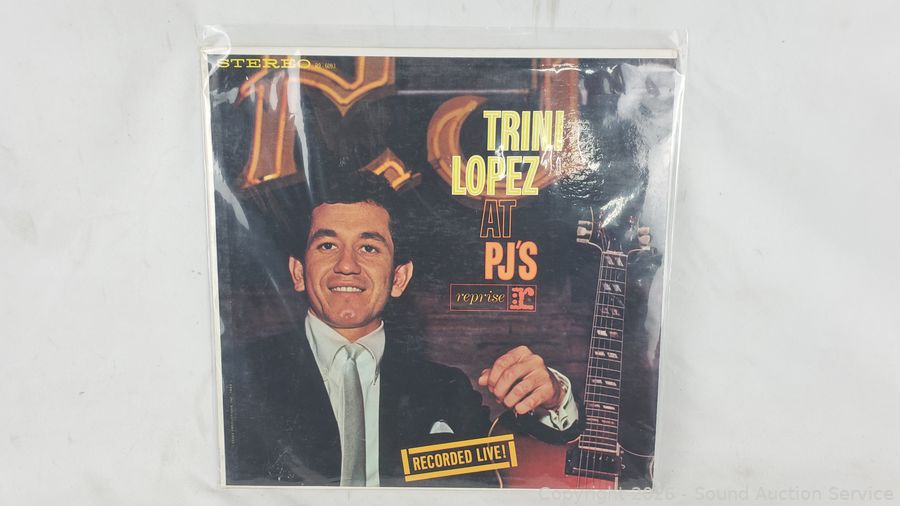 STEREO
TRINI
LOPEZ
AT
PJ'S
reprise r:
RECORDED LIVE!
Copyright 2026 - Sound Auction Service